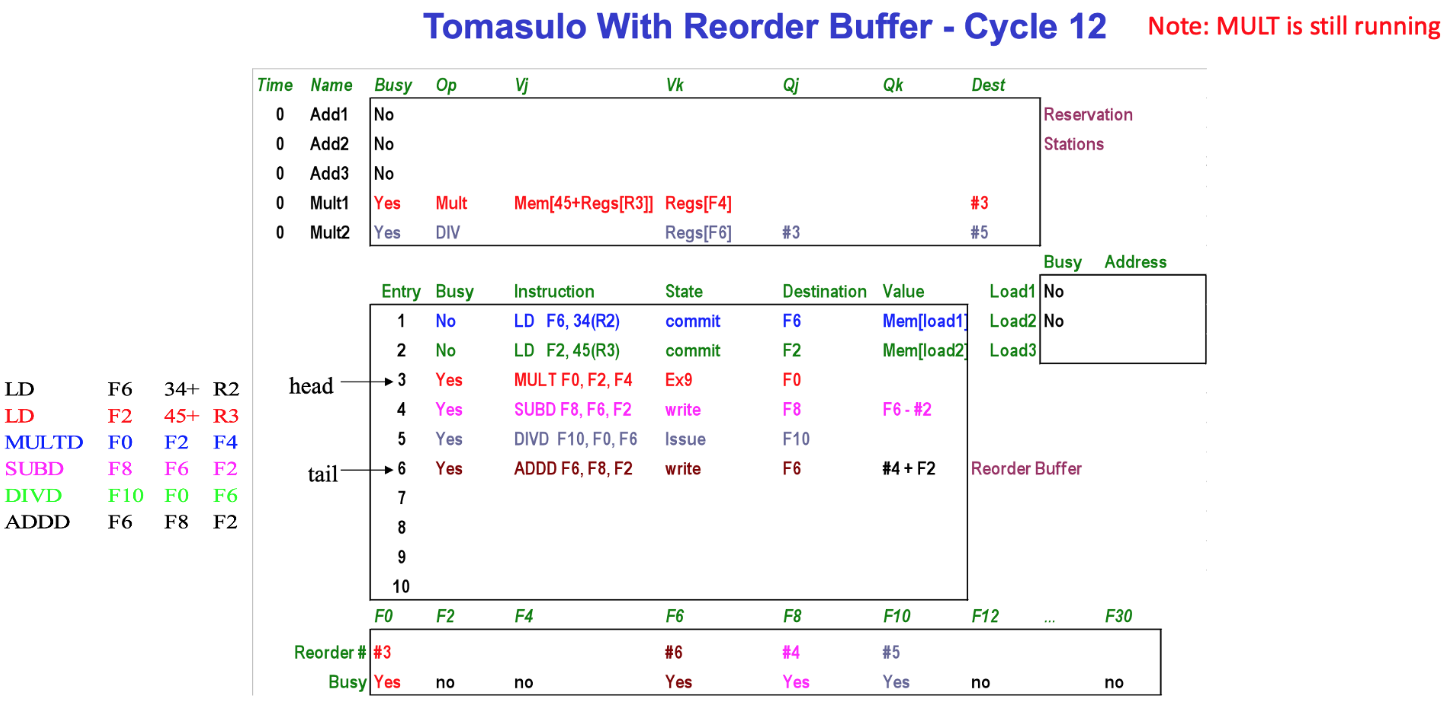 Tomasulo With Reorder Buffer - Cycle 12 Note: MULT is still running
Time Name Busy Op Vj Vk Qj Qk Dest
0 Add1 No Reservation
0 Add2 No Stations
0 Add3 No
0 Mult1 Yes Mult Mem[45+Regs[R3]] Regs[F4] #3
0 Mult2 Yes DIV Regs[F6] #3 #5
Busy Address
Entry Busy Instruction State Destination Value Load1 No
1 No LD F6, 34(R2) commit F6 Mem[load1] Load2 No
2 No LD F2, 45(R3) commit F2 Mem[load2] Load3
head 3 Yes MULT F0, F2, F4 Ex9 F0
4 Yes SUBD F8, F6, F2 write F8 F6 - #2
5 Yes DIVD F10, F0, F6 Issue F10
tail 6 Yes ADDD F6, F8, F2 write F6 #4 + F2 Reorder Buffer
7
8
9
10
LD F6 34+ R2
LD F2 45+ R3
MULTD F0 F2 F4
SUBD F8 F6 F2
DIVD F10 F0 F6
ADDD F6 F8 F2
F0 F2 F4 F6 F8 F10 F12 ... F30
Reorder # #3 #6 #4 #5
Busy Yes no no Yes Yes Yes no no